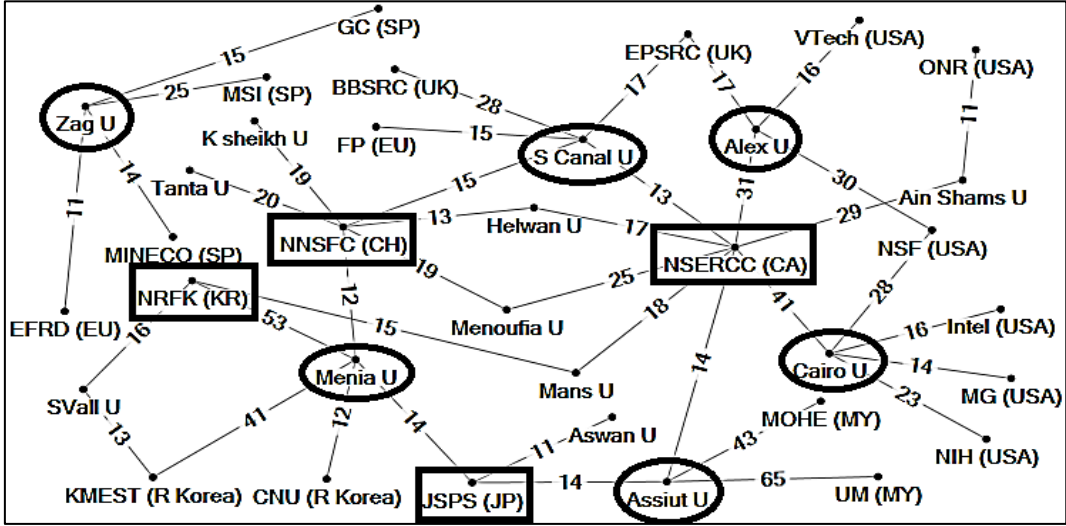 GC (SP)
15
EPSRC (UK)
VTech (USA)
ONR (USA)
25
MSI (SP)
BBSRC (UK)
17
17
16
28
Zag U
K sheikh U
FP (EU)
15
S Canal U
Alex U
11
14
19
Tanta U
20
15
13
31
30
Ain Shams U
29
11
13
Helwan U
17
NNSFC (CH)
NSERCC (CA)
NSF (USA)
MINECO (SP)
19
25
NRFK (KR)
12
41
28
EFRD (EU)
16
53
15
Menoufia U
18
16
Intel (USA)
Menia U
Mans U
14
Cairo U
14
MG (USA)
SVall U
23
41
12
14
11
Aswan U
MOHE (MY)
13
43
NIH (USA)
KMEST (R Korea)
CNU (R Korea)
JSPS (JP)
14
Assiut U
65
UM (MY)